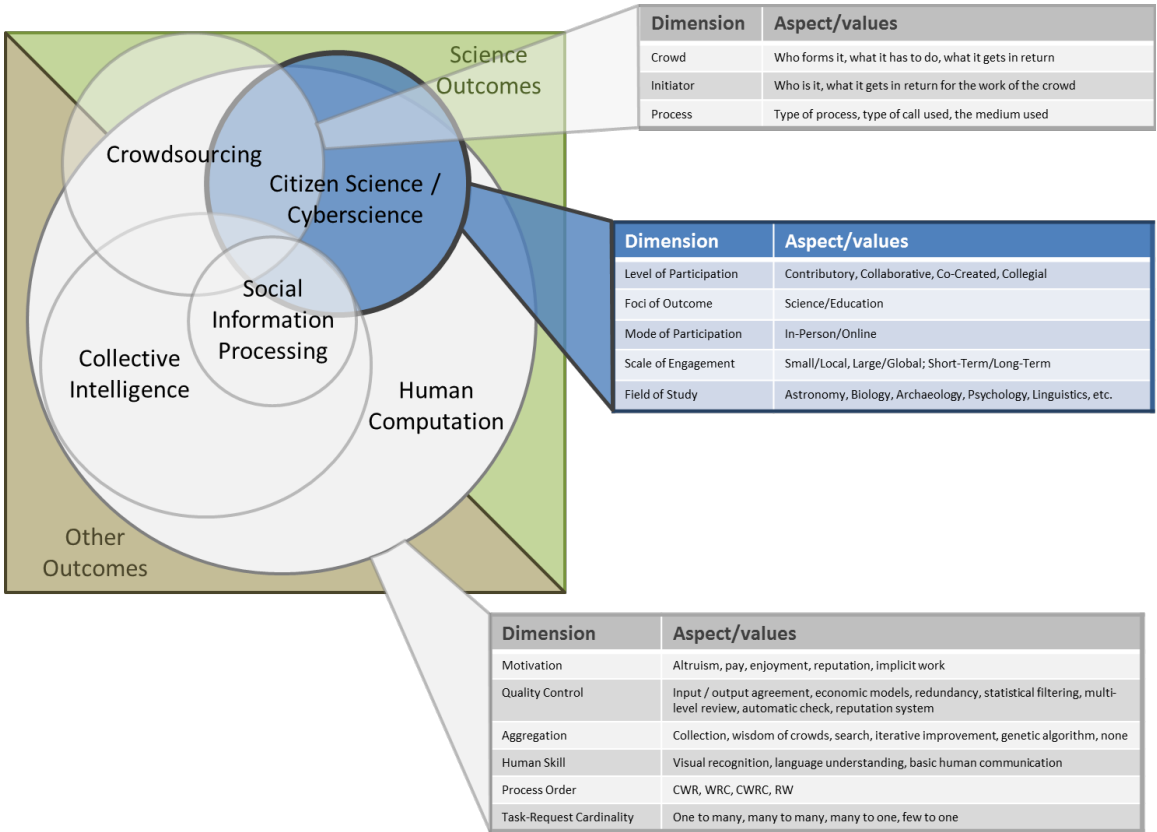 Science
Outcomes
Crowdsourcing
Citizen Science /
Cyberscience
Social
Information
Processing
Collective
Intelligence
Human
Computation
Other
Outcomes
Dimension Aspect/values
Crowd Who forms it, what it has to do, what it gets in return
Initiator Who is it, what it gets in return for the work of the crowd
Process Type of process, type of call used, the medium used
Dimension Aspect/values
Level of Participation Contributory, Collaborative, Co-Created, Collegial
Foci of Outcome Science/Education
Mode of Participation In-Person/Online
Scale of Engagement Small/Local, Large/Global; Short-Term/Long-Term
Field of Study Astronomy, Biology, Archaeology, Psychology, Linguistics, etc.
Dimension Aspect/values
Motivation Altruism, pay, enjoyment, reputation, implicit work
Quality Control Input / output agreement, economic models, redundancy, statistical filtering, multi-
level review, automatic check, reputation system
Aggregation Collection, wisdom of crowds, search, iterative improvement, genetic algorithm, none
Human Skill Visual recognition, language understanding, basic human communication
Process Order CWR, WRC, CWRC, RW
Task-Request Cardinality One to many, many to many, many to one, few to one